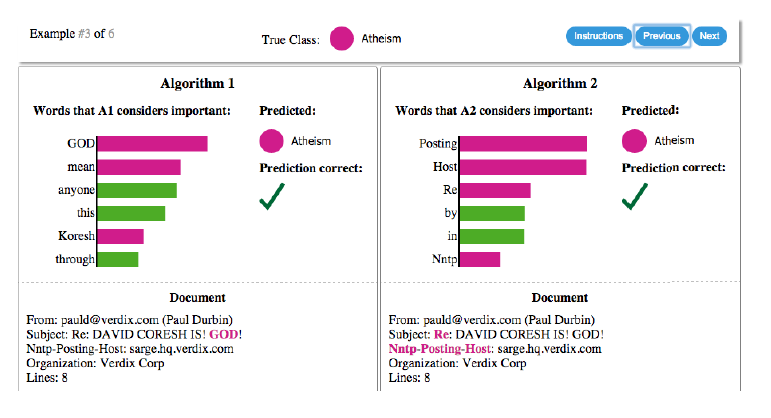 Example #3 of 6
True Class:
Atheism
Instructions
Previous
Next
Algorithm 1
Words that A1 considers important:
Predicted:
GOD
mean
anyone
this
Koresh
through
Atheism
Prediction correct:
Document
From: pauld@verdix.com (Paul Durbin)
Subject: Re: DAVID CORESH IS! GOD!
Nntp-Posting-Host: sarge.hq.verdix.com
Organization: Verdix Corp
Lines: 8
Algorithm 2
Words that A2 considers important:
Predicted:
Posting
Host
Re
by
in
Nntp
Atheism
Prediction correct:
Document
From: pauld@verdix.com (Paul Durbin)
Subject: Re: DAVID CORESH IS! GOD!
Nntp-Posting-Host: sarge.hq.verdix.com
Organization: Verdix Corp
Lines: 8